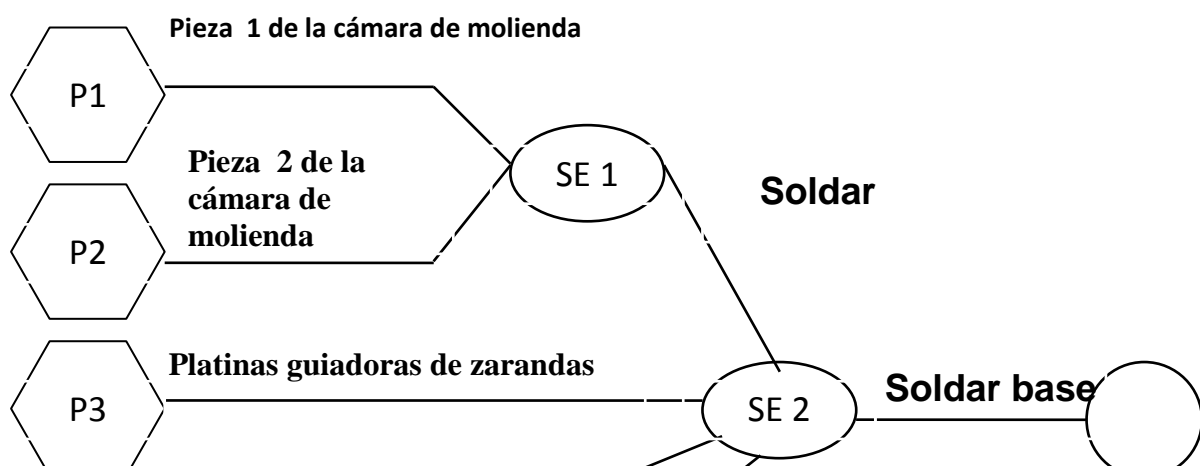 Pieza 1 de la cámara de molienda
P1
Pieza 2 de la
cámara de
molienda
SE 1
Soldar
P2
Platinas guiadoras de zarandas
P3
SE 2
Soldar base